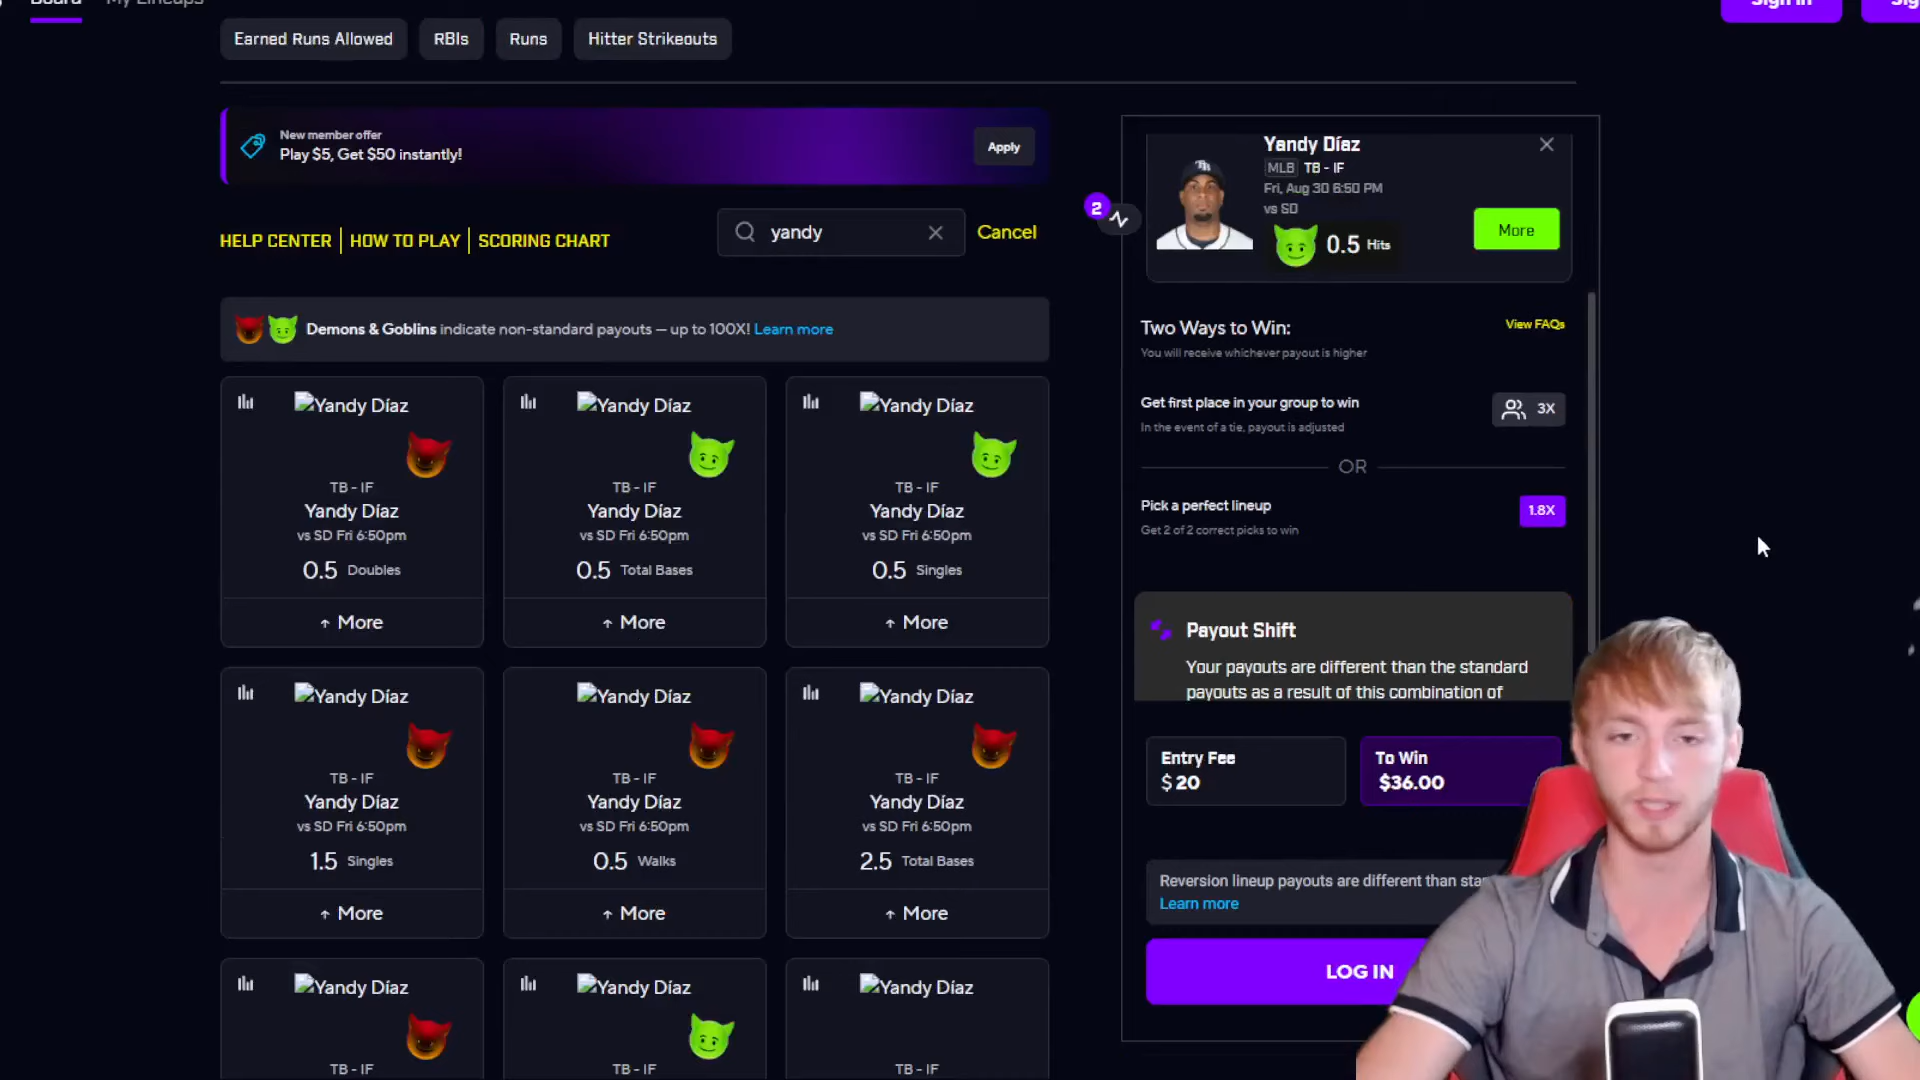 Board My Lineups
Sign In
Earned Runs Allowed RBIs Runs Hitter Strikeouts
New member offer
Play $5, Get $50 instantly!
Apply
HELP CENTER HOW TO PLAY SCORING CHART
yandy
Cancel
Demons & Goblins indicate non-standard payouts — up to 100X! Learn more
Yandy Díaz
TB - IF
Yandy Díaz
vs SD Fri 6:50pm
0.5 Doubles
↑ More
Yandy Díaz
TB - IF
Yandy Díaz
vs SD Fri 6:50pm
0.5 Total Bases
↑ More
Yandy Díaz
TB - IF
Yandy Díaz
vs SD Fri 6:50pm
0.5 Singles
↑ More
Yandy Díaz
TB - IF
Yandy Díaz
vs SD Fri 6:50pm
1.5 Singles
↑ More
Yandy Díaz
TB - IF
Yandy Díaz
vs SD Fri 6:50pm
0.5 Walks
↑ More
Yandy Díaz
TB - IF
Yandy Díaz
vs SD Fri 6:50pm
2.5 Total Bases
↑ More
Yandy Díaz
TB - IF
Yandy Díaz
TB - IF
Yandy Díaz
TB - IF
2
Yandy Díaz
MLB TB - IF
Fri, Aug 30 6:50 PM
vs SD
0.5 Hits
More
Two Ways to Win:
View FAQs
You will receive whichever payout is higher
Get first place in your group to win
3X
In the event of a tie, payout is adjusted
OR
Pick a perfect lineup
1.8X
Get 2 of 2 correct picks to win
Payout Shift
Your payouts are different than the standard
payouts as a result of this combination of
Entry Fee
$ 20
To Win
$36.00
Reversion lineup payouts are different than
Learn more
LOG IN